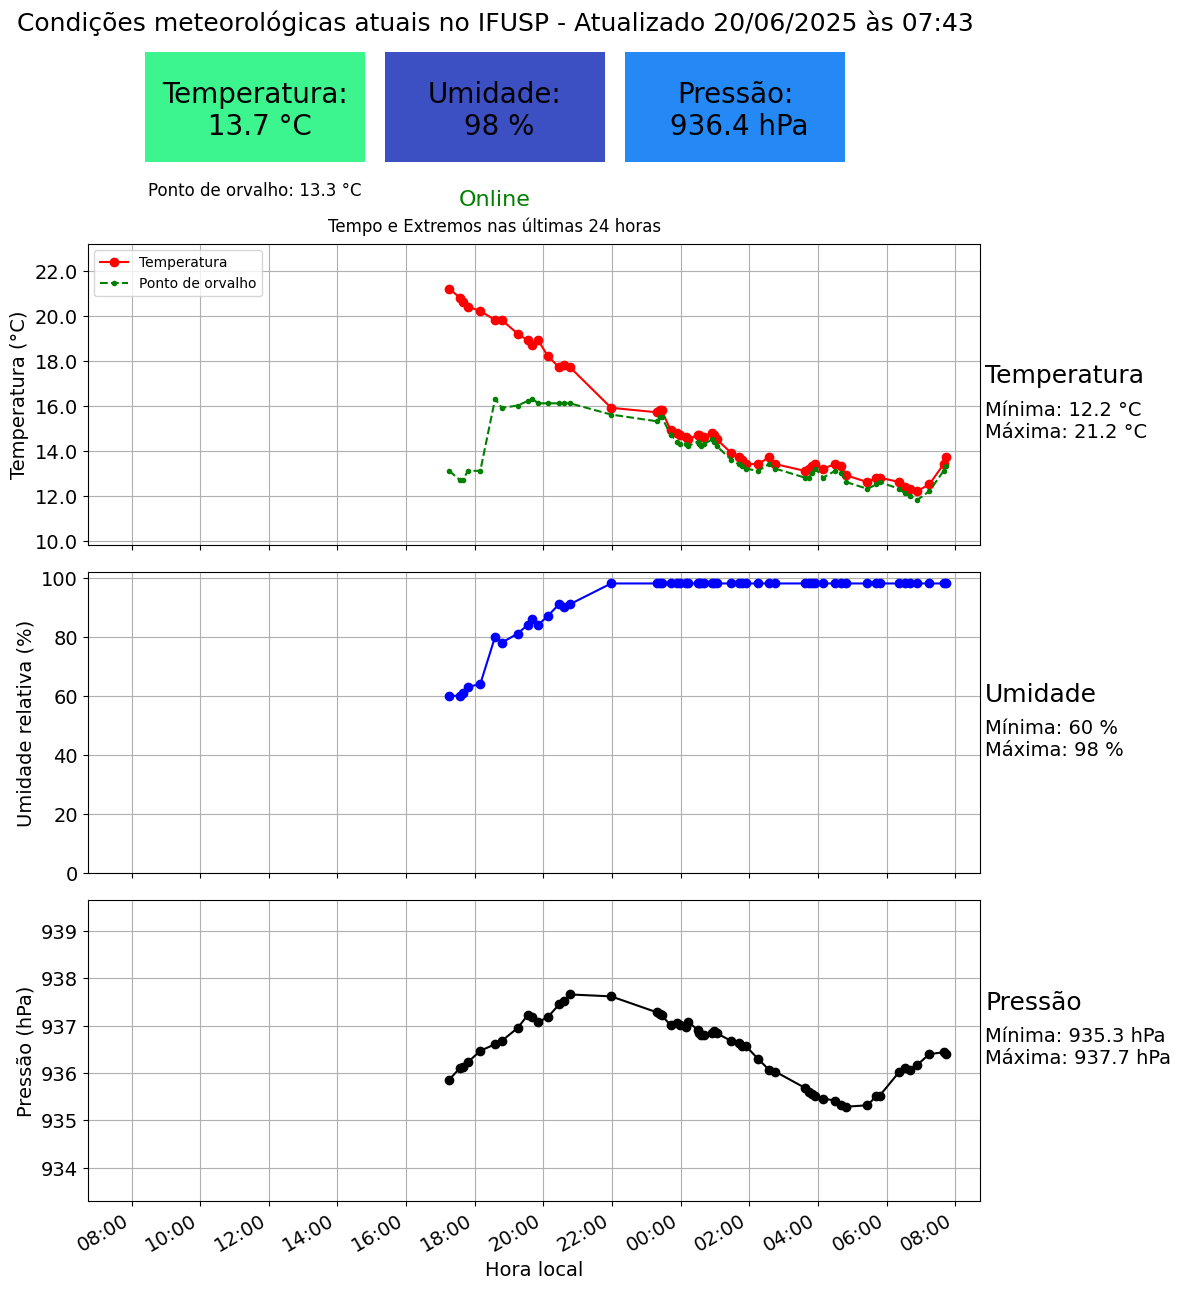 Condições meteorológicas atuais no IFUSP - Atualizado 20/06/2025 às 07:43
Temperatura:
13.7 °C
Umidade:
98 %
Pressão:
936.4 hPa
Ponto de orvalho: 13.3 °C
Online
Tempo e Extremos nas últimas 24 horas
Temperatura
Ponto de orvalho
Temperatura (°C)
22.0
20.0
18.0
16.0
14.0
12.0
10.0
Temperatura
Mínima: 12.2 °C
Máxima: 21.2 °C
Umidade relativa (%)
100
80
60
40
20
0
Umidade
Mínima: 60 %
Máxima: 98 %
Pressão (hPa)
939
938
937
936
935
934
Pressão
Mínima: 935.3 hPa
Máxima: 937.7 hPa
08:00
10:00
12:00
14:00
16:00
18:00
20:00
22:00
00:00
02:00
04:00
06:00
08:00
Hora local